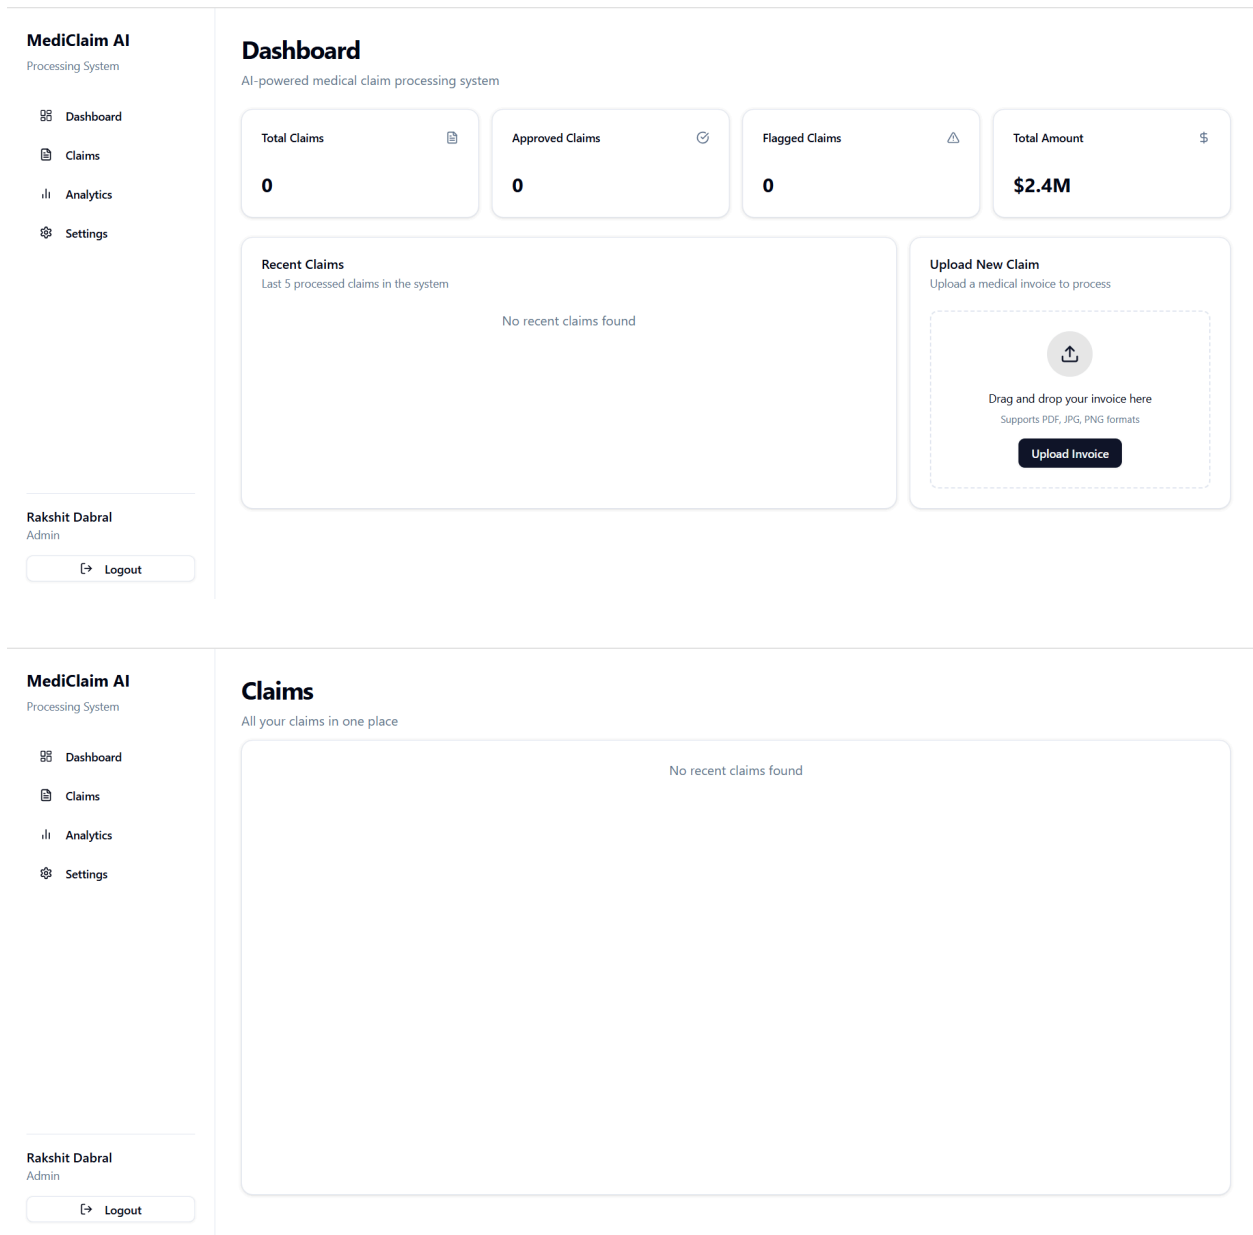 MediClaim AI
Processing System
Dashboard
Claims
Analytics
Settings
Rakshit Dabral
Admin
Logout
Dashboard
AI-powered medical claim processing system
Total Claims
0
Approved Claims
0
Flagged Claims
0
Total Amount
$2.4M
Recent Claims
Last 5 processed claims in the system
No recent claims found
Upload New Claim
Upload a medical invoice to process
Drag and drop your invoice here
Supports PDF, JPG, PNG formats
Upload Invoice
MediClaim AI
Processing System
Dashboard
Claims
Analytics
Settings
Rakshit Dabral
Admin
Logout
Claims
All your claims in one place
No recent claims found